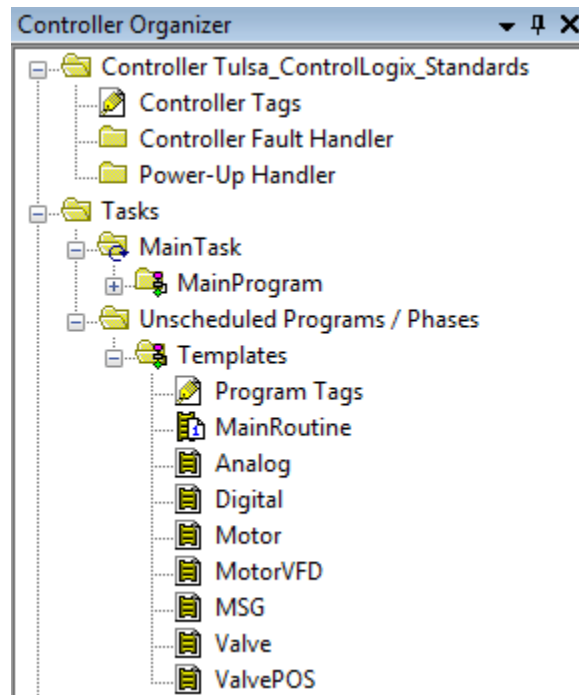 Controller Organizer
Controller Tulsa_ControlLogix_Standards
Controller Tags
Controller Fault Handler
Power-Up Handler
Tasks
MainTask
MainProgram
Unscheduled Programs / Phases
Templates
Program Tags
MainRoutine
Analog
Digital
Motor
MotorVFD
MSG
Valve
ValvePOS